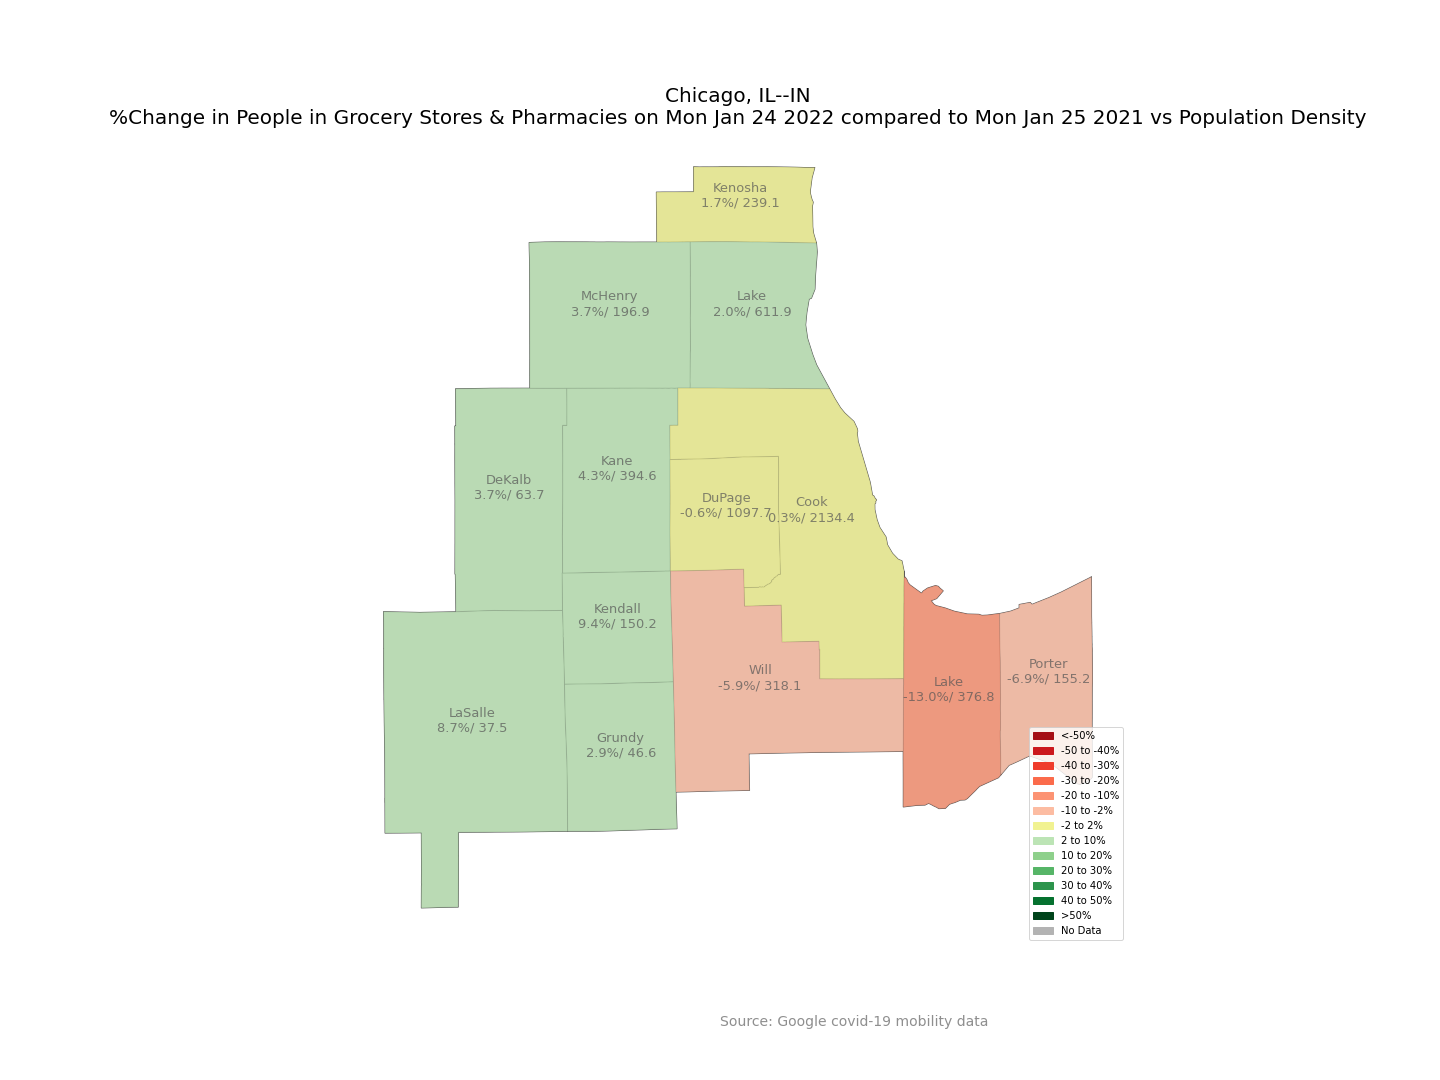 Chicago, IL--IN
%Change in People in Grocery Stores & Pharmacies on Mon Jan 24 2022 compared to Mon Jan 25 2021 vs Population Density
Kenosha
1.7%/ 239.1
McHenry
3.7%/ 196.9
Lake
2.0%/ 611.9
DeKalb
3.7%/ 63.7
Kane
4.3%/ 394.6
DuPage
-0.6%/ 1097.7
Cook
0.3%/ 2134.4
Kendall
9.4%/ 150.2
Will
-5.9%/ 318.1
Lake
-13.0%/ 376.8
Porter
-6.9%/ 155.2
LaSalle
8.7%/ 37.5
Grundy
2.9%/ 46.6
<-50%
-50 to -40%
-40 to -30%
-30 to -20%
-20 to -10%
-10 to -2%
-2 to 2%
2 to 10%
10 to 20%
20 to 30%
30 to 40%
40 to 50%
>50%
No Data
Source: Google covid-19 mobility data